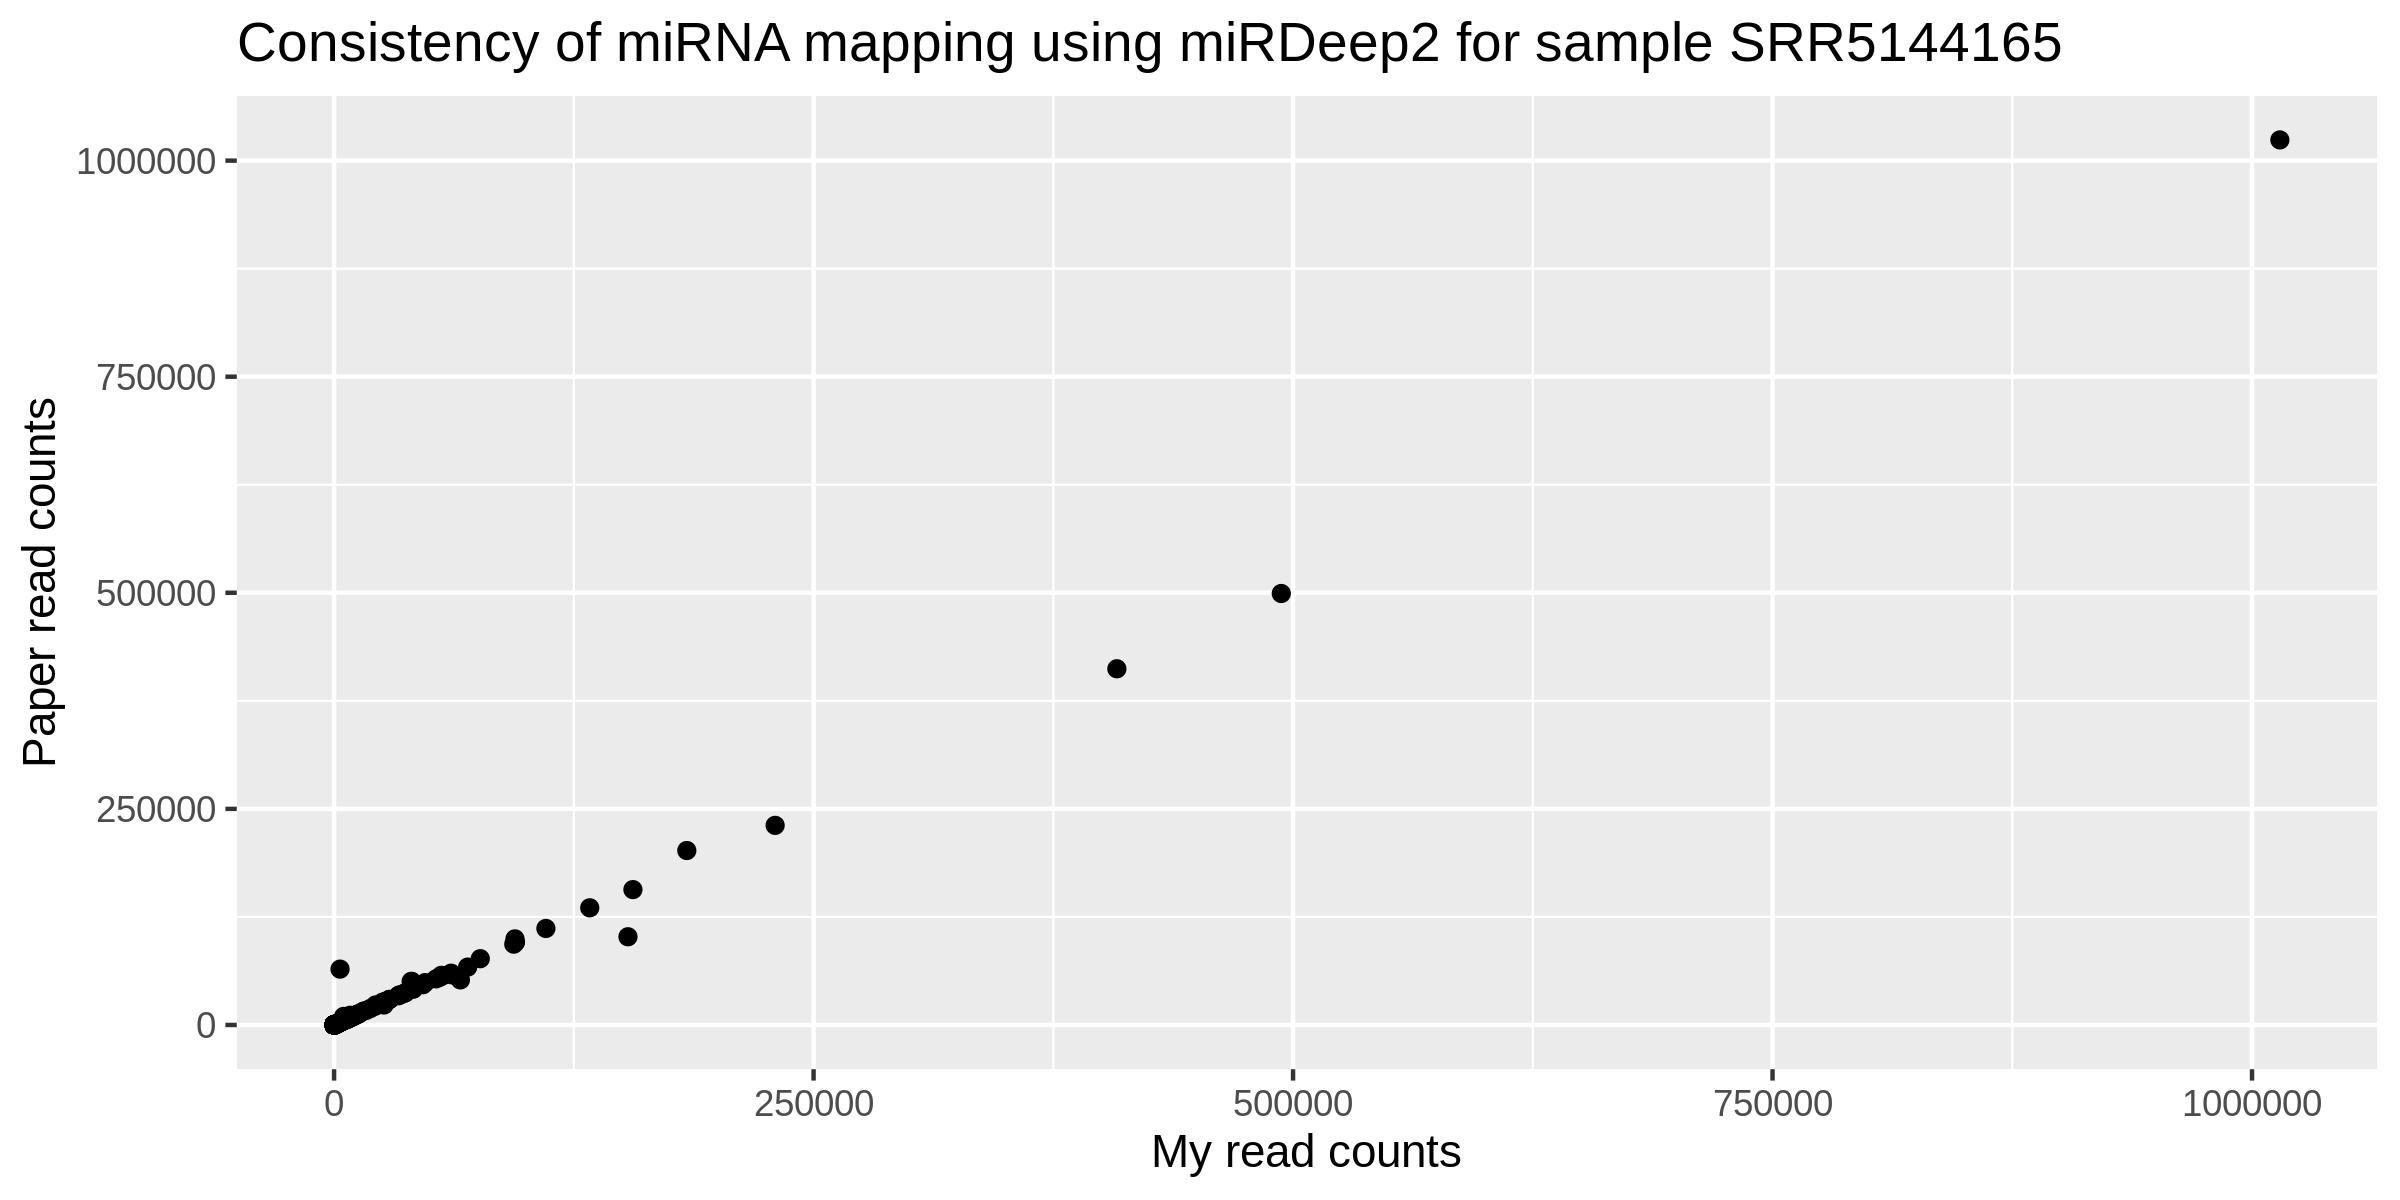 Consistency of miRNA mapping using miRDeep2 for sample SRR5144165
Paper read counts
1000000
750000
500000
250000
0
0 250000 500000 750000 1000000
My read counts